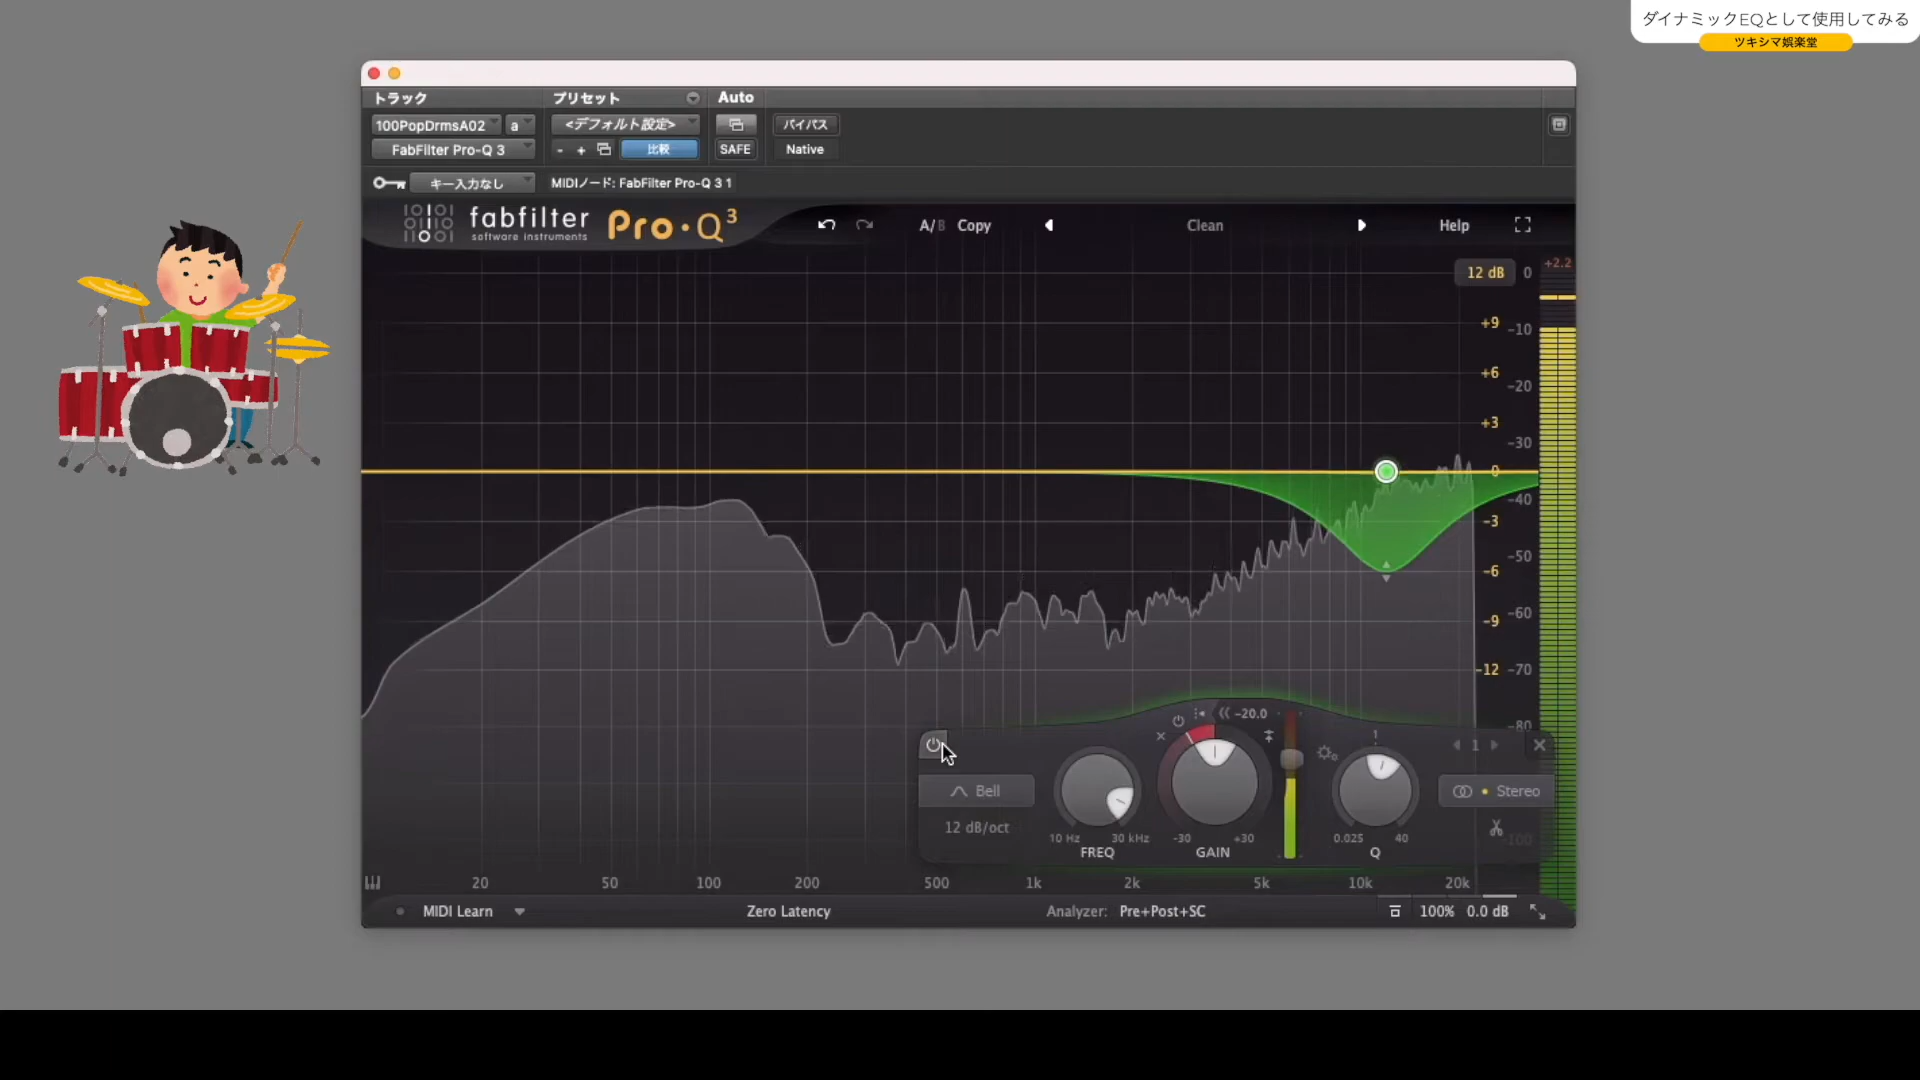 ダイナミックEQとして使用してみる
ツキシマ娯楽堂
トラック プリセット Auto
100PopDrmsA02 a <デフォルト設定> バイパス
FabFilter Pro-Q 3 - + 比較 SAFE Native
キー入力なし MIDIノード: FabFilter Pro-Q 3 1
fabfilter
software instruments
Pro·Q3
A/B Copy Clean Help
12 dB 0 +2.2
+9 -10
+6 -20
+3 -30
0 -40
-3 -50
-6 -60
-9 -70
-12 -80
-100
-20.0
1
Bell Stereo
12 dB/oct
10 Hz 30 kHz -30 +30 0.025 40
FREQ GAIN Q
20 50 100 200 500 1k 2k 5k 10k 20k
MIDI Learn Zero Latency Analyzer: Pre+Post+SC 100% 0.0 dB